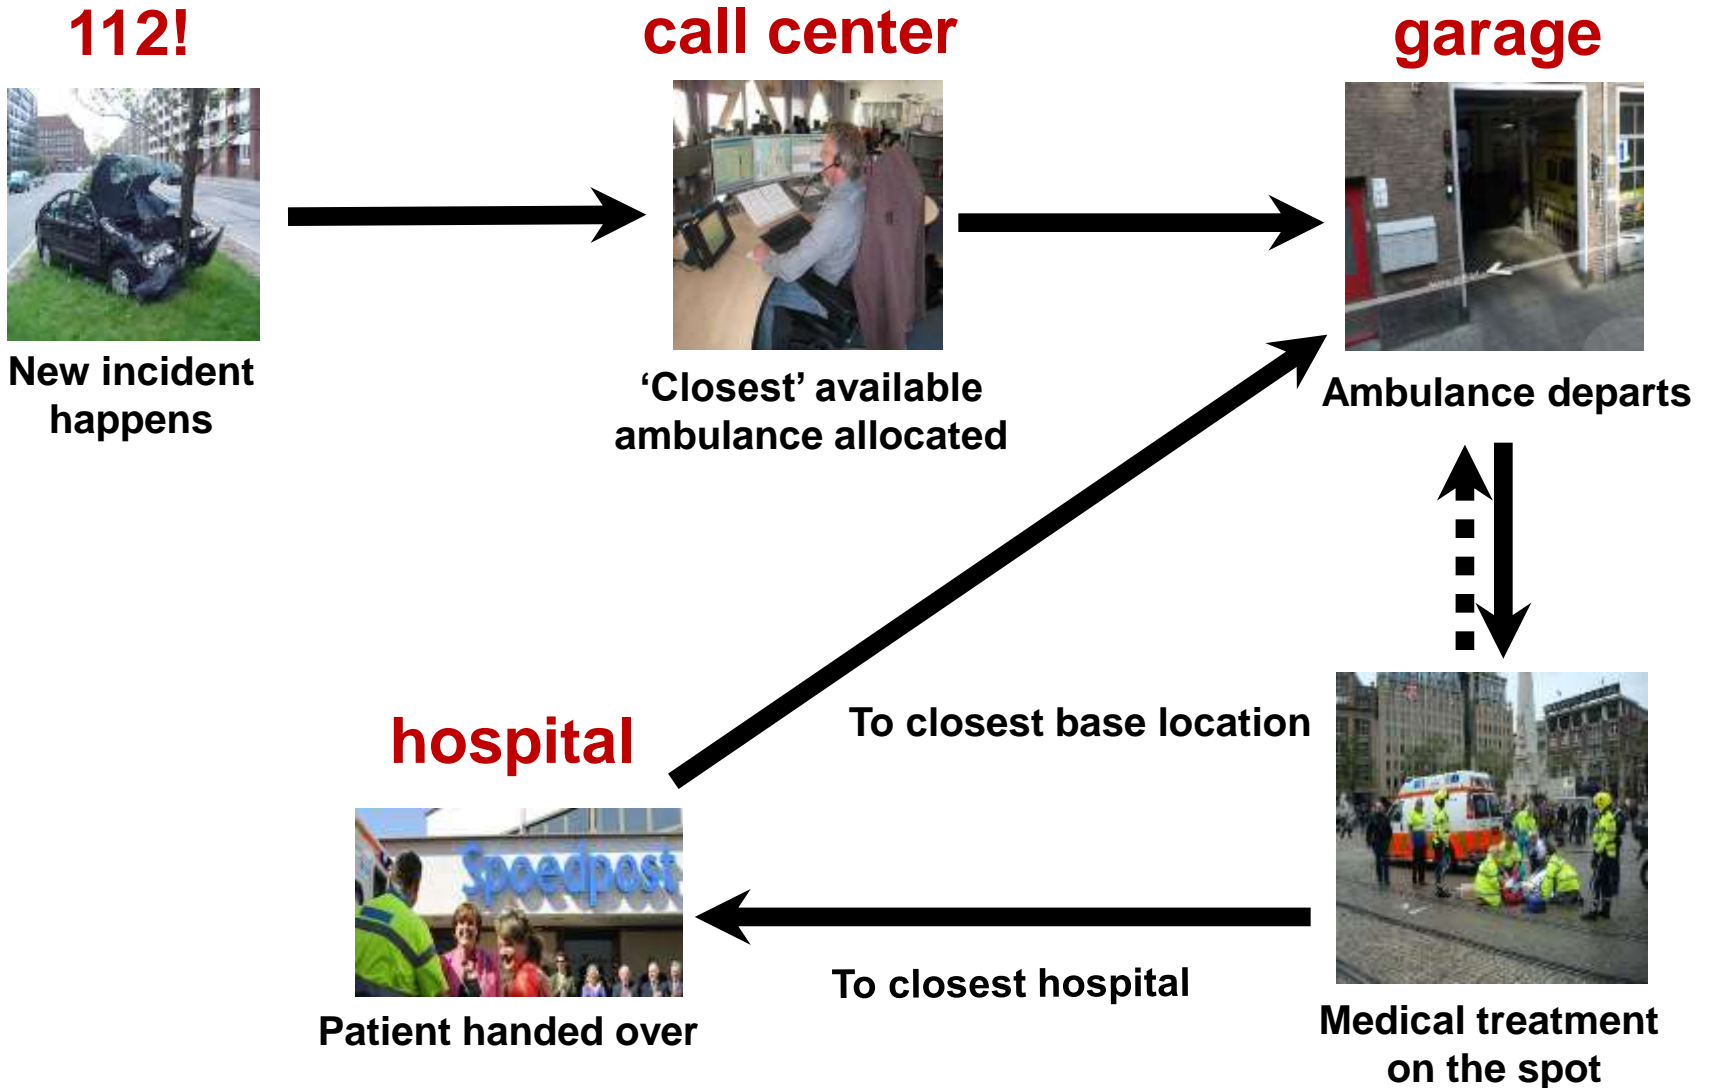 112!
call center
garage
New incident
happens
‘Closest’ available
ambulance allocated
Ambulance departs
To closest base location
hospital
Spoedpost
To closest hospital
Patient handed over
Medical treatment
on the spot